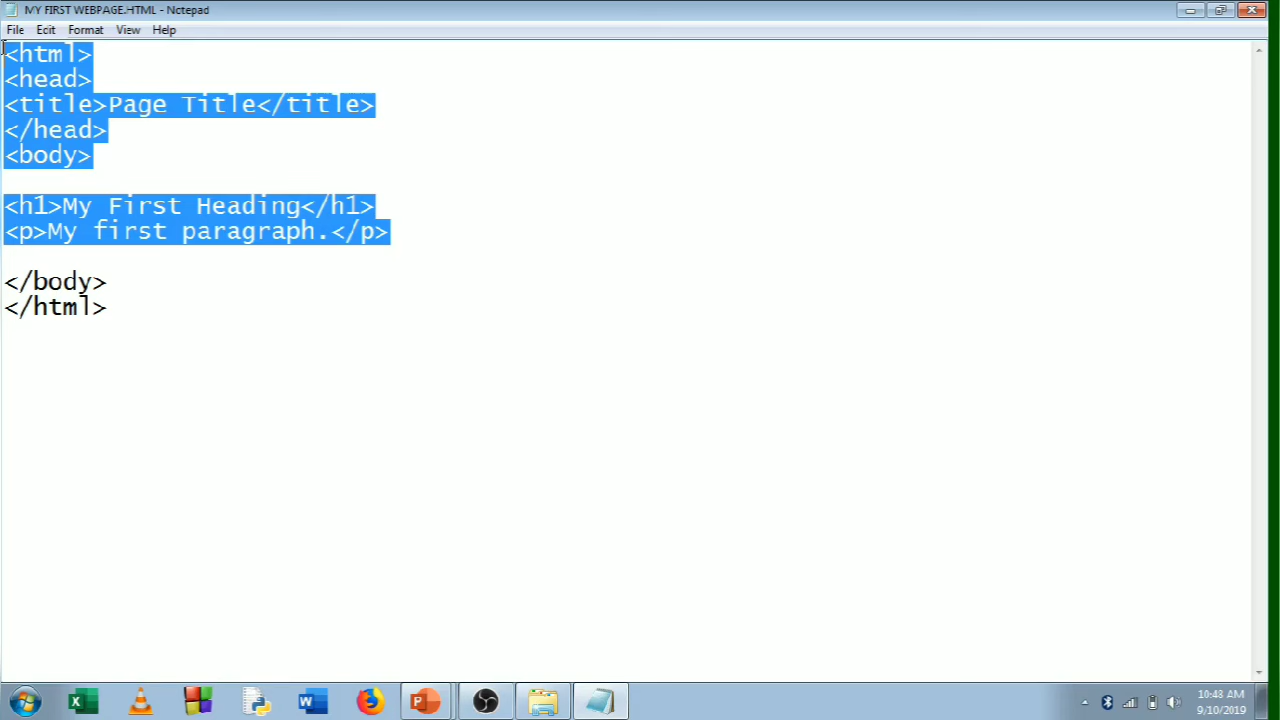 MY FIRST WEBPAGE.HTML - Notepad
File Edit Format View Help
<html>
<head>
<title>Page Title</title>
</head>
<body>
<h1>My First Heading</h1>
<p>My first paragraph.</p>
</body>
</html>
10:48 AM
9/10/2019